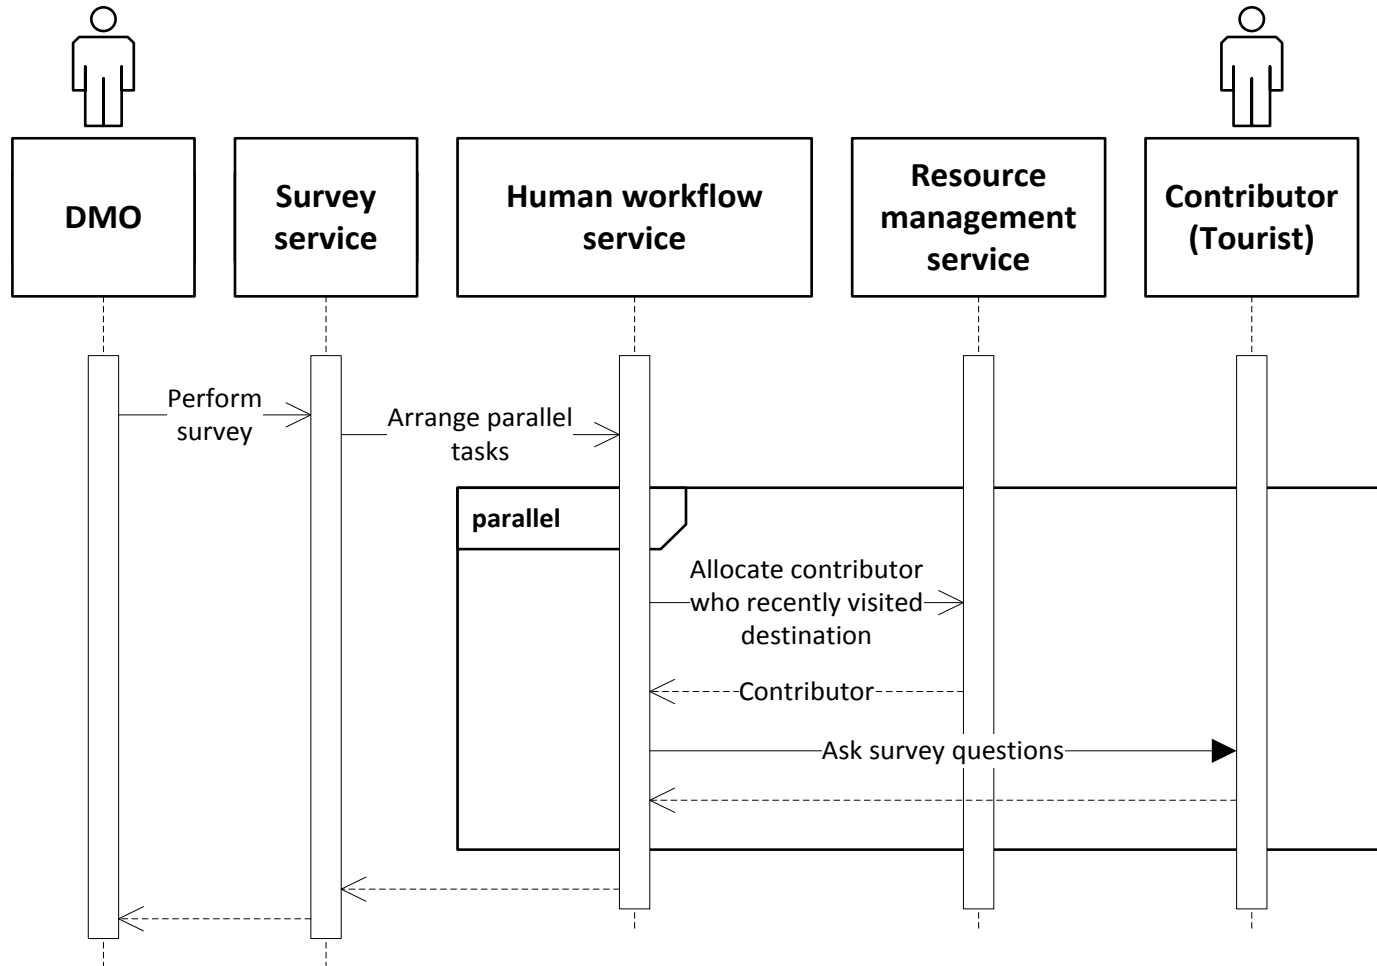 DMO
Survey
service
Human workflow
service
Resource
management
service
Contributor
(Tourist)
Perform
survey
Arrange parallel
tasks
parallel
Allocate contributor
who recently visited
destination
Contributor
Ask survey questions